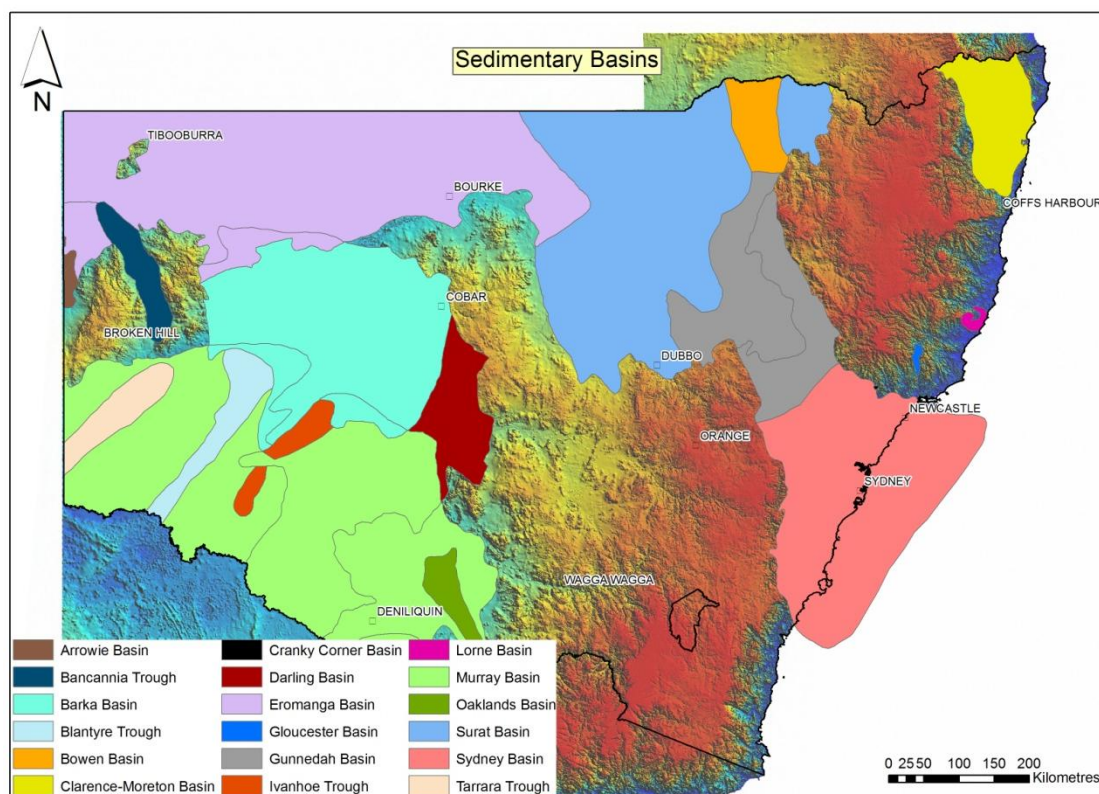 Sedimentary Basins
N
TIBOOBURRA
BOURKE
COFFS HARBOUR
COBAR
BROKEN HILL
DUBBO
NEWCASTLE
ORANGE
SYDNEY
WAGGA WAGGA
DENILIQUIN
Arrowie Basin
Bancannia Trough
Barka Basin
Blantyre Trough
Bowen Basin
Clarence-Moreton Basin
Cranky Corner Basin
Darling Basin
Eromanga Basin
Gloucester Basin
Gunnedah Basin
Ivanhoe Trough
Lorne Basin
Murray Basin
Oaklands Basin
Surat Basin
Sydney Basin
Tarrara Trough
0 25 50 100 150 200
Kilometres